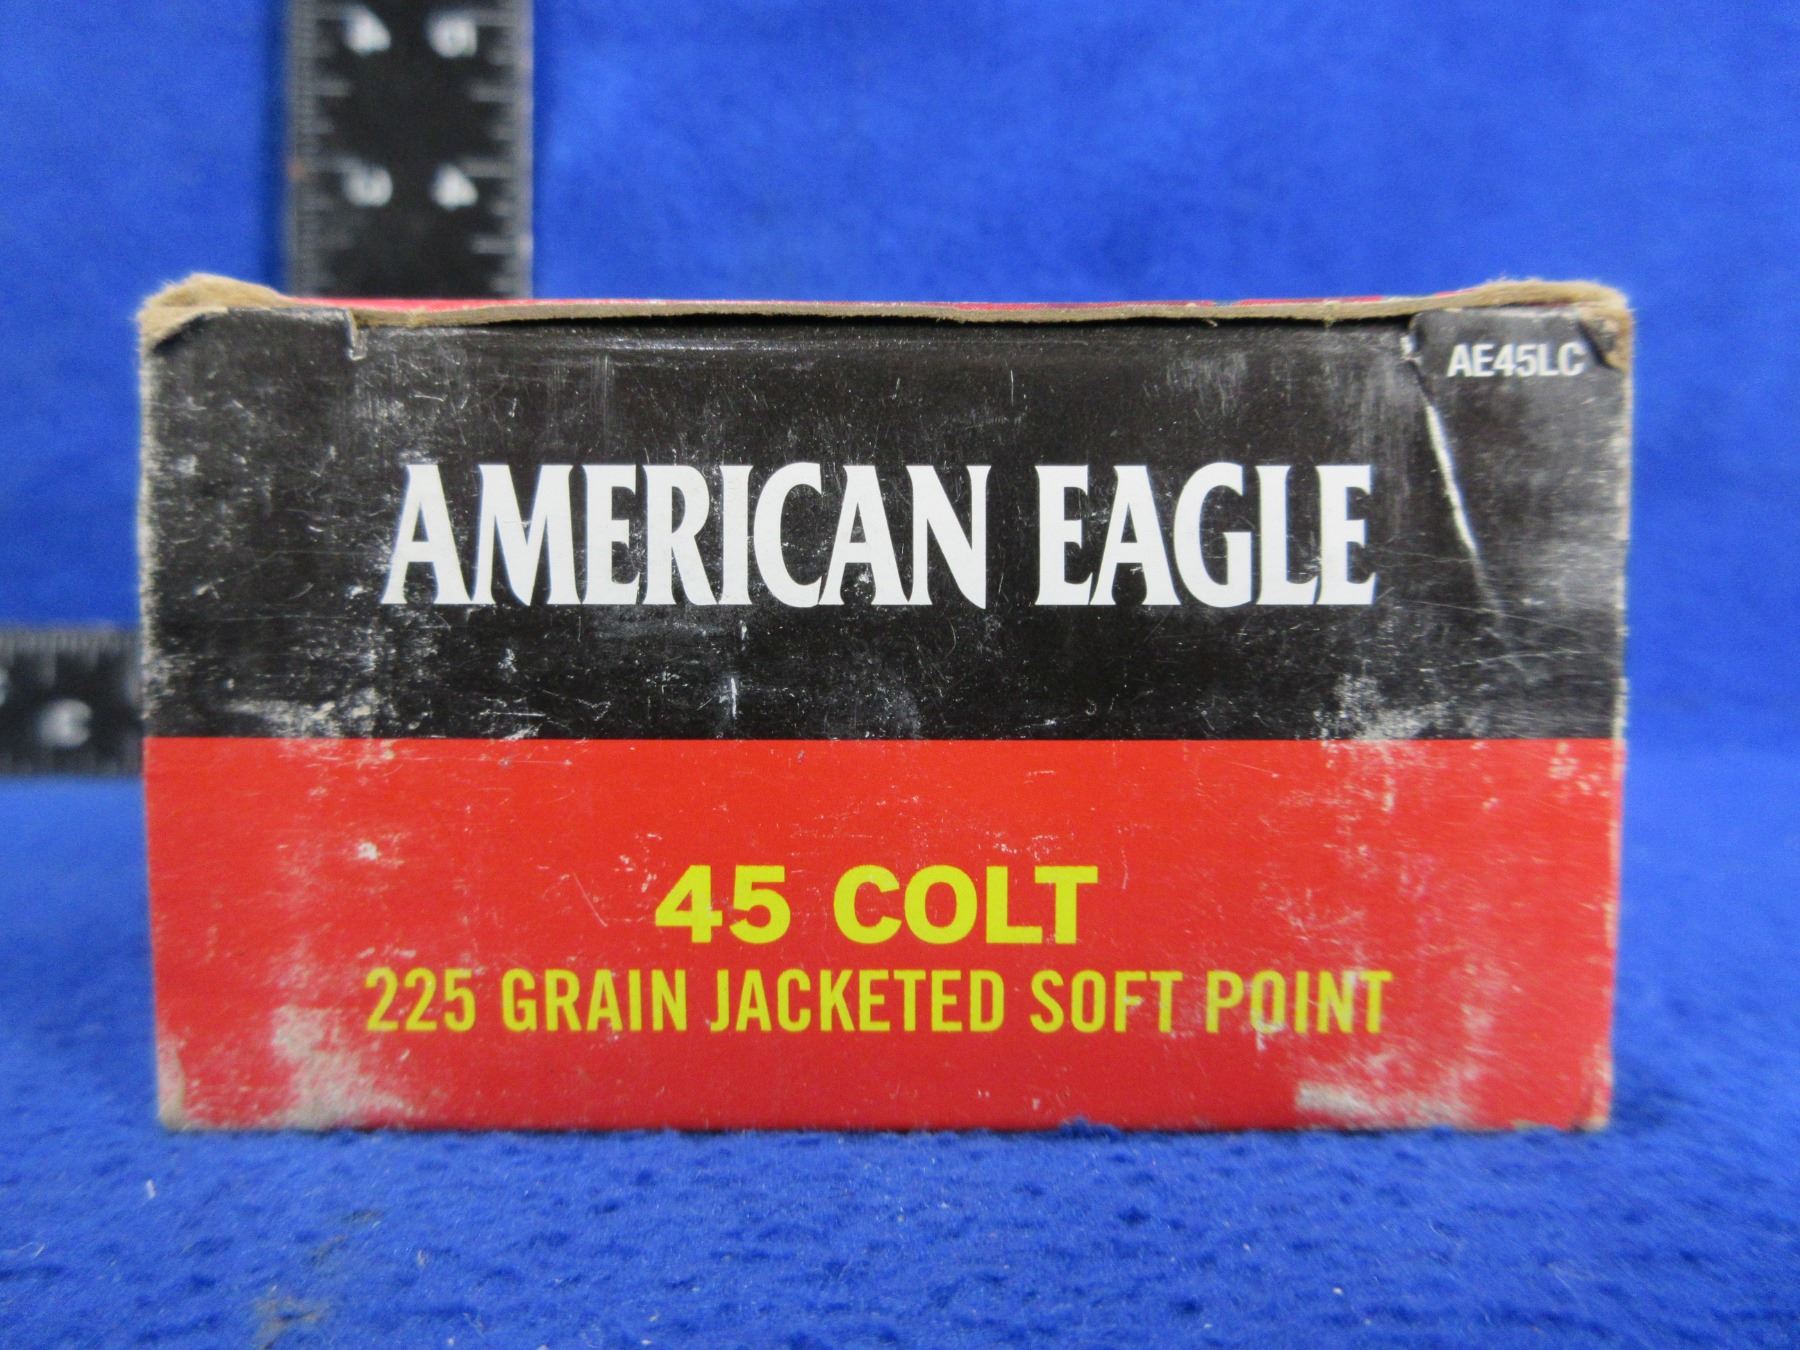 AE45LC
AMERICAN EAGLE
45 COLT
225 GRAIN JACKETED SOFT POINT